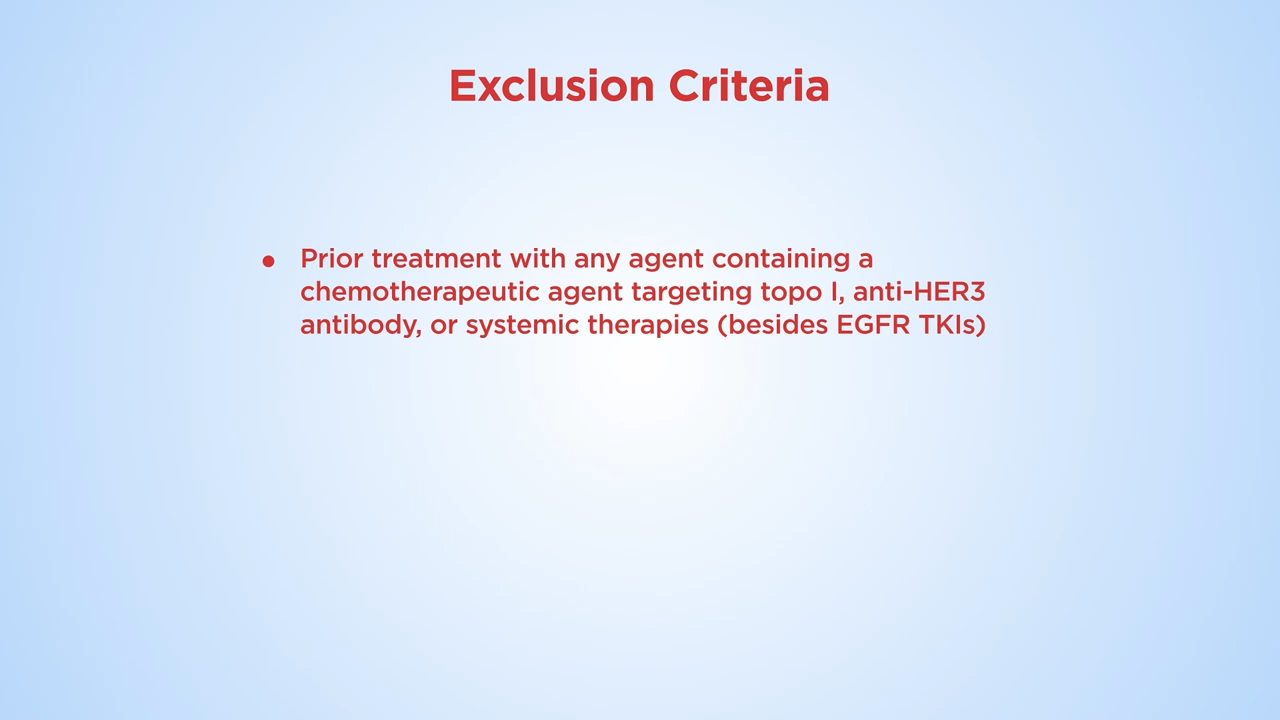 Exclusion Criteria
• Prior treatment with any agent containing a
chemotherapeutic agent targeting topo I, anti-HER3
antibody, or systemic therapies (besides EGFR TKIs)